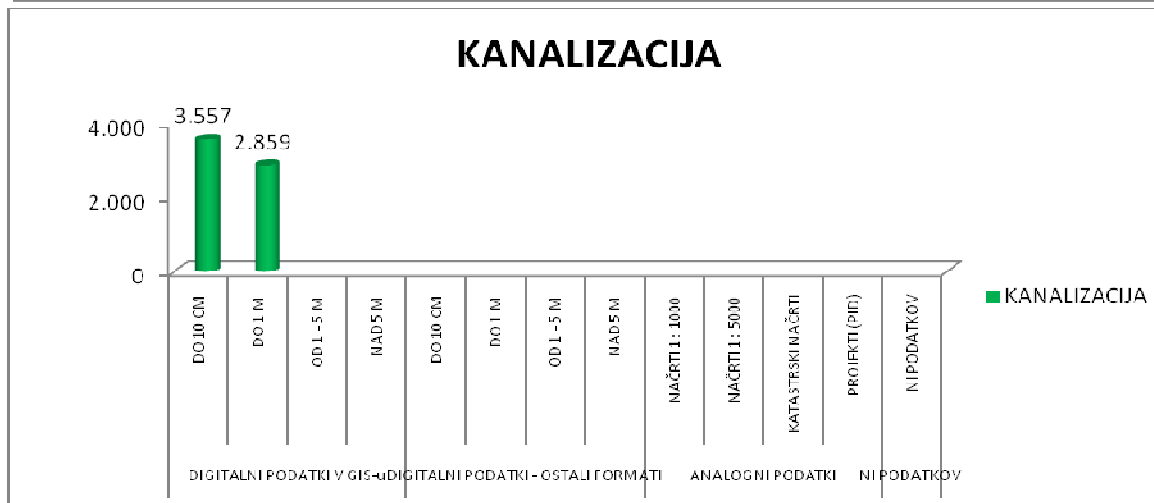 KANALIZACIJA
4.000
2.000
0
3.557
2.859
DO 10 CM
DO 1 M
OD 1 - 5 M
NAD 5 M
DO 10 CM
DO 1 M
OD 1 - 5 M
NAD 5 M
NAČRTI 1 : 1000
NAČRTI 1 : 5000
KATASTRSKI NAČRTI
PROJEKTI (PID)
NI PODATKOV
DIGITALNI PODATKI V GIS-u
DIGITALNI PODATKI - OSTALI FORMATI
ANALOGNI PODATKI
NI PODATKOV
KANALIZACIJA